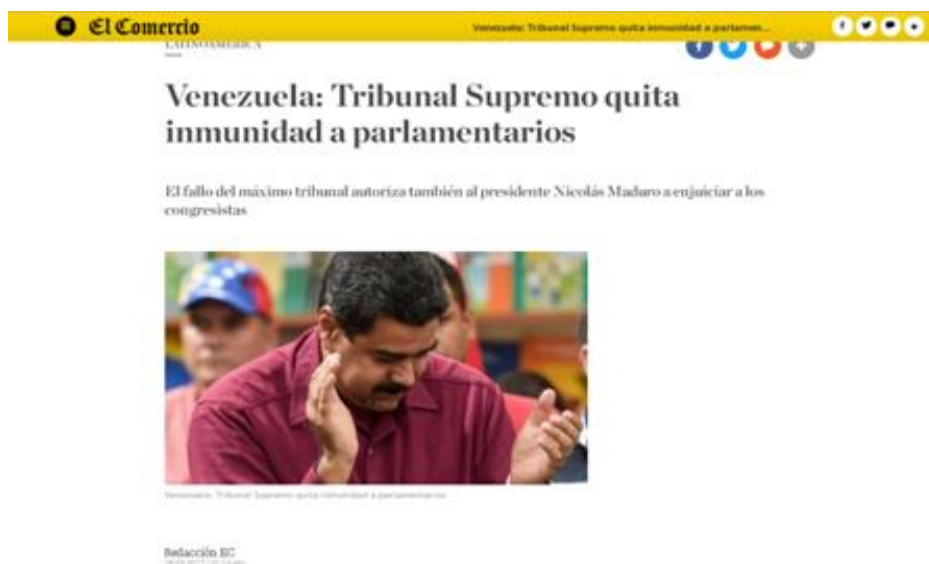 El Comercio
Venezuela: Tribunal Supremo quita inmunidad a parlamen...
LATINOAMÉRICA
Venezuela: Tribunal Supremo quita
inmunidad a parlamentarios
El fallo del máximo tribunal autoriza también al presidente Nicolás Maduro a enjuiciar a los
congresistas
Venezuela: Tribunal Supremo quita inmunidad a parlamentarios
Redacción EC